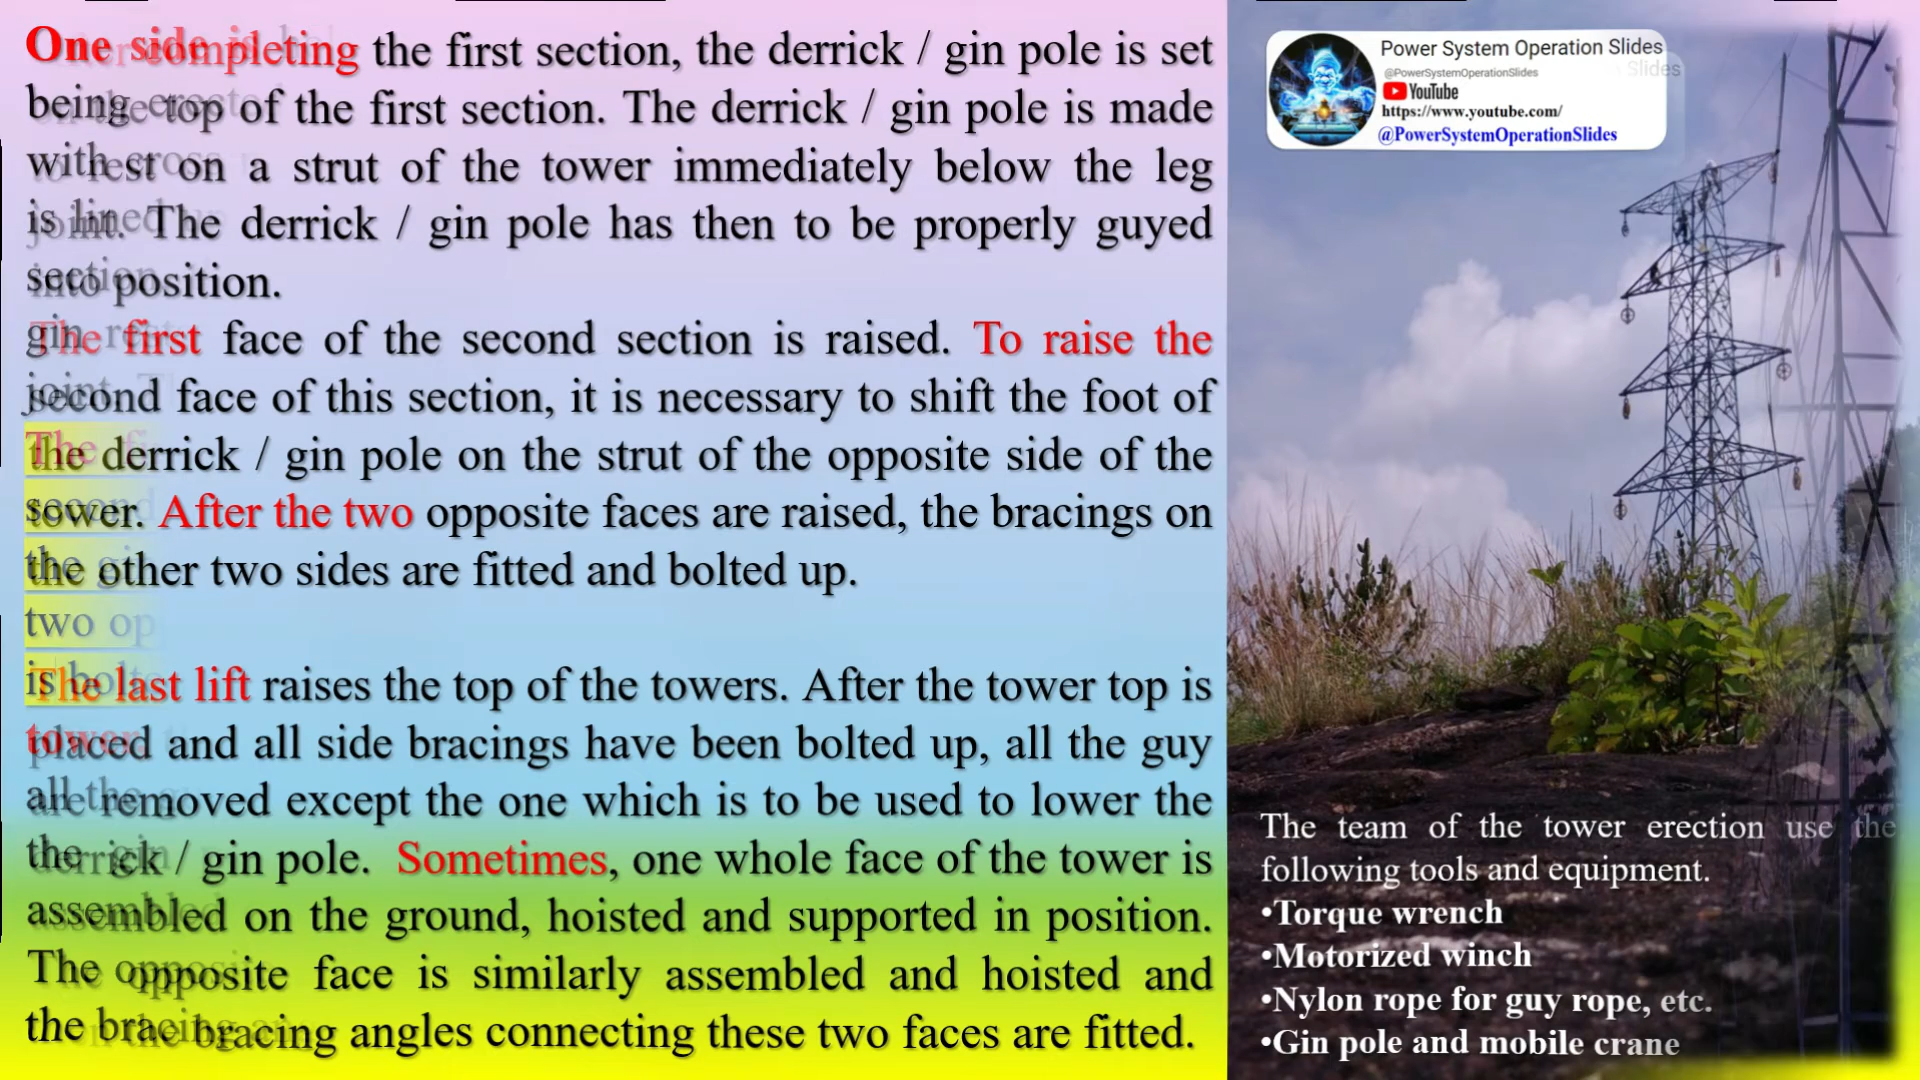 completing the first section, the derrick / gin pole is set
top of the first section. The derrick / gin pole is made
rest on a strut of the tower immediately below the leg
joint. The derrick / gin pole has then to be properly guyed
into position.
The first face of the second section is raised. To raise the
second face of this section, it is necessary to shift the foot of
the derrick / gin pole on the strut of the opposite side of the
tower. After the two opposite faces are raised, the bracings on
the other two sides are fitted and bolted up.
two op
The last lift raises the top of the towers. After the tower top is
placed and all side bracings have been bolted up, all the guy
are removed except the one which is to be used to lower the
derrick / gin pole. Sometimes, one whole face of the tower is
assembled on the ground, hoisted and supported in position.
The opposite face is similarly assembled and hoisted and
the bracing angles connecting these two faces are fitted.
Power System Operation Slides
@PowerSystemOperationSlides
YouTube
https://www.youtube.com/
@PowerSystemOperationSlides
The team of the tower erection use the
following tools and equipment.
•Torque wrench
•Motorized winch
•Nylon rope for guy rope, etc.
•Gin pole and mobile crane